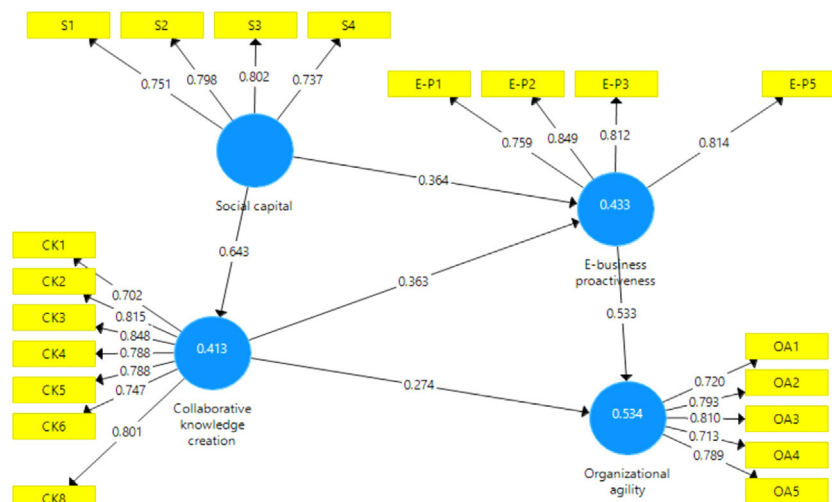 S1
S2
S3
S4
0.751
0.798
0.802
0.737
Social capital
E-P1
E-P2
E-P3
E-P5
0.759
0.849
0.812
0.814
0.433
E-business
proactiveness
0.364
0.643
0.363
0.533
0.274
CK1
CK2
CK3
CK4
CK5
CK6
CK8
0.702
0.815
0.848
0.788
0.788
0.747
0.801
0.413
Collaborative
knowledge
creation
0.534
Organizational
agility
0.720
0.793
0.810
0.713
0.789
OA1
OA2
OA3
OA4
OA5